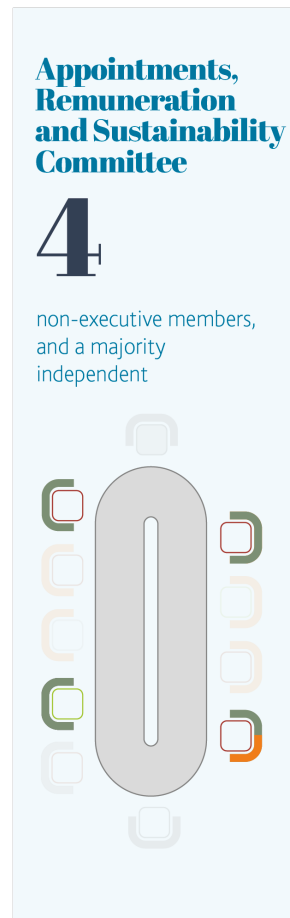 Appointments,
Remuneration
and Sustainability
Committee
4
non-executive members,
and a majority
independent